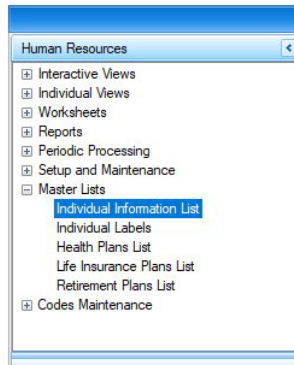 Human Resources
Interactive Views
Individual Views
Worksheets
Reports
Periodic Processing
Setup and Maintenance
Master Lists
Individual Information List
Individual Labels
Health Plans List
Life Insurance Plans List
Retirement Plans List
Codes Maintenance